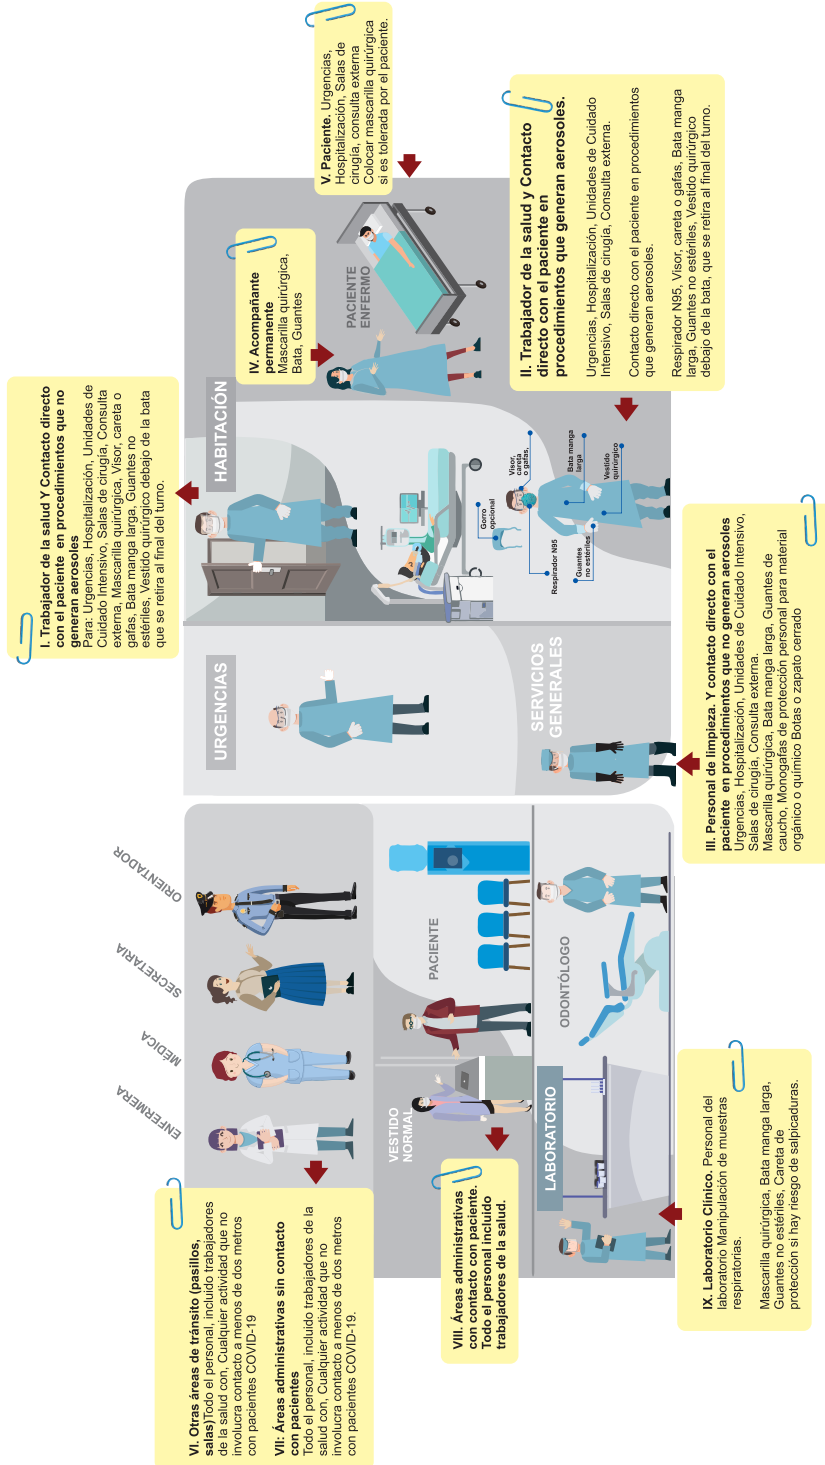 I. Trabajador de la salud Y Contacto directo
con el paciente en procedimientos que no
generan aerosoles
Para: Urgencias, Hospitalización, Unidades de
Cuidado Intensivo, Salas de cirugía, Consulta
externa, Mascarilla quirúrgica, Visor, careta o
gafas, Bata manga larga, Guantes no
estériles, Vestido quirúrgico debajo de la bata
que se retira al final del turno.
V. Paciente. Urgencias,
Hospitalización, Salas de
cirugía, consulta externa
Colocar mascarilla quirúrgica
si es tolerada por el paciente.
IV. Acompañante
permanente
Mascarilla quirúrgica,
Bata, Guantes
HABITACIÓN
PACIENTE
ENFERMO
II. Trabajador de la salud y Contacto
directo con el paciente en
procedimientos que generan aerosoles.
Urgencias, Hospitalización, Unidades de Cuidado
Intensivo, Salas de cirugía, Consulta externa.
Contacto directo con el paciente en procedimientos
que generan aerosoles.
Respirador N95, Visor, careta o gafas, Bata manga
larga, Guantes no estériles, Vestido quirúrgico
debajo de la bata, que se retira al final del turno.
Gorro
opcional
Visor,
careta
o gafas,
Respirador N95
Bata manga
larga
Guantes
no estériles
Vestido
quirúrgico
URGENCIAS
SERVICIOS
GENERALES
III. Personal de limpieza. Y contacto directo con el
paciente en procedimientos que no generan aerosoles
Urgencias, Hospitalización, Unidades de Cuidado Intensivo,
Salas de cirugía, Consulta externa.
Mascarilla quirúrgica, Bata manga larga, Guantes de
caucho, Monogafas de protección personal para material
orgánico o químico Botas o zapato cerrado
ENFERMERA
MÉDICA
SECRETARIA
ORIENTADOR
VI. Otras áreas de tránsito (pasillos,
salas)Todo el personal, incluido trabajadores
de la salud con, Cualquier actividad que no
involucra contacto a menos de dos metros
con pacientes COVID-19
VII: Áreas administrativas sin contacto
con pacientes
Todo el personal, incluido trabajadores de la
salud con, Cualquier actividad que no
involucra contacto a menos de dos metros
con pacientes COVID-19.
VESTIDO
NORMAL
PACIENTE
VIII. Áreas administrativas
con contacto con paciente.
Todo el personal incluido
trabajadores de la salud.
LABORATORIO
ODONTÓLOGO
IX. Laboratorio Clínico. Personal del
laboratorio Manipulación de muestras
respiratorias.
Mascarilla quirúrgica, Bata manga larga,
Guantes no estériles, Careta de
protección si hay riesgo de salpicaduras.